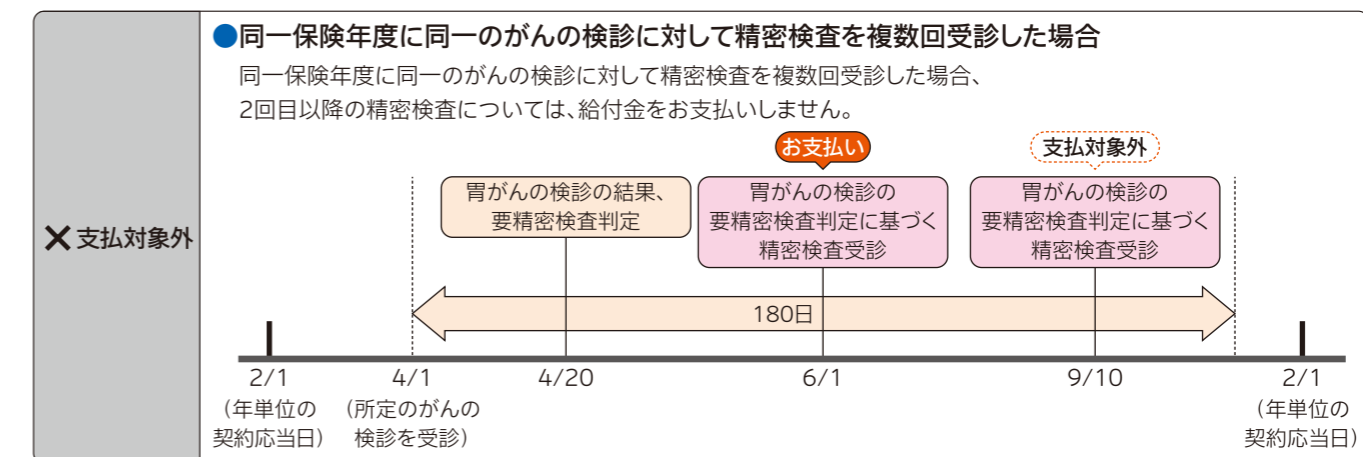 ●同一保険年度に同一のがんの検診に対して精密検査を複数回受診した場合
同一保険年度に同一のがんの検診に対して精密検査を複数回受診した場合、
2回目以降の精密検査については、給付金をお支払いしません。
×支払対象外
お支払い
支払対象外
胃がんの検診の結果、
要精密検査判定
胃がんの検診の
要精密検査判定に基づく
精密検査受診
胃がんの検診の
要精密検査判定に基づく
精密検査受診
180日
2/1
(年単位の
契約応当日)
4/1
(所定のがんの
検診を受診)
4/20
6/1
9/10
2/1
(年単位の
契約応当日)